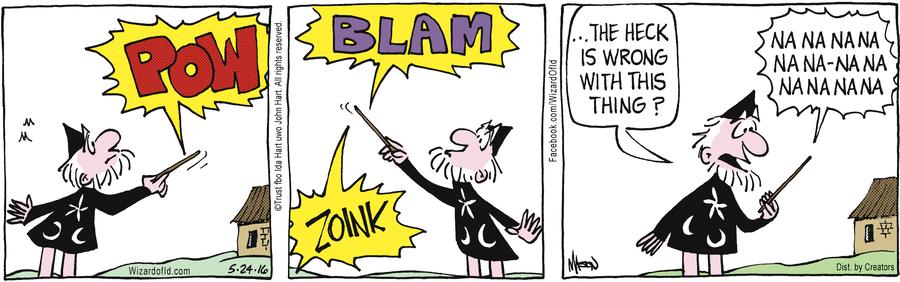 POW
WizardofId.com
5-24-16
©Trust fbo Ida Hart uwo John Hart. All rights reserved.
BLAM
ZOINK
Facebook.com/WizardOfId
...THE HECK
IS WRONG
WITH THIS
THING?
NA NA NA NA
NA NA-NA NA
NA NA NA NA
MASON
Dist. by Creators